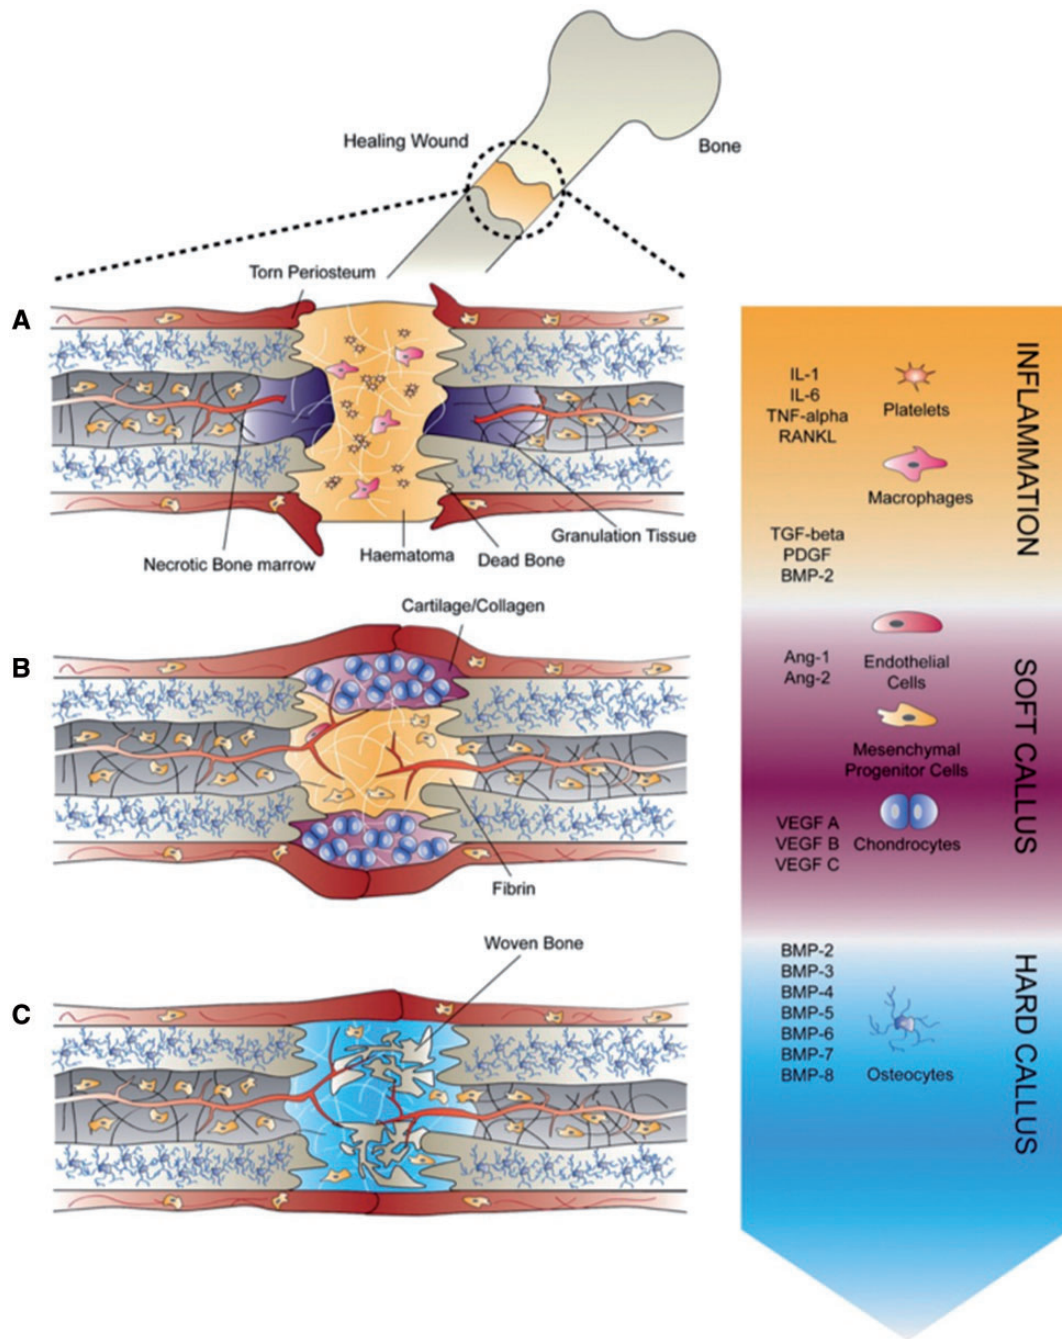 Healing Wound
Bone
Torn Periosteum
A
Necrotic Bone marrow
Haematoma
Dead Bone
Granulation Tissue
Cartilage/Collagen
B
Fibrin
Woven Bone
C
INFLAMMATION
IL-1
IL-6
TNF-alpha
RANKL
Platelets
Macrophages
TGF-beta
PDGF
BMP-2
SOFT CALLUS
Ang-1
Ang-2
Endothelial
Cells
Mesenchymal
Progenitor Cells
VEGF A
VEGF B
VEGF C
Chondrocytes
HARD CALLUS
BMP-2
BMP-3
BMP-4
BMP-5
BMP-6
BMP-7
BMP-8
Osteocytes